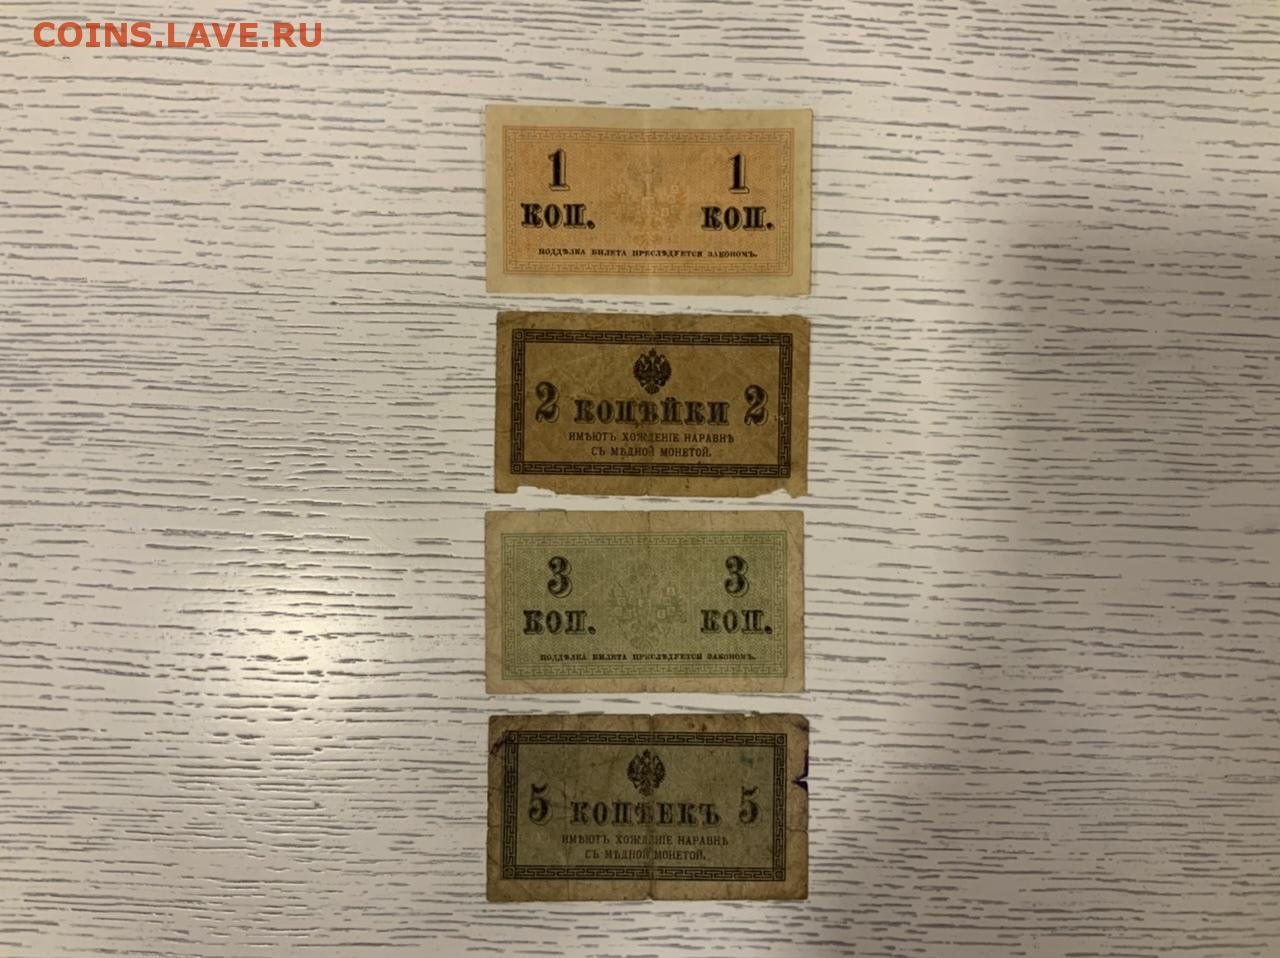 COINS.LAVE.RU
1 1
КОП. КОП.
ПОДДѢЛКА БИЛЕТА ПРЕСЛѢДУЕТСЯ ЗАКОНОМЪ.
2 КОПѢЙКИ 2
ИМѢЮТЪ ХОЖДЕНІЕ НАРАВНѢ
СЪ МѢДНОЙ МОНЕТОЙ.
3 3
КОП. КОП.
ПОДДѢЛКА БИЛЕТА ПРЕСЛѢДУЕТСЯ ЗАКОНОМЪ.
5 КОПѢЕКЪ 5
ИМѢЮТЪ ХОЖДЕНІЕ НАРАВНѢ
СЪ МѢДНОЙ МОНЕТОЙ.